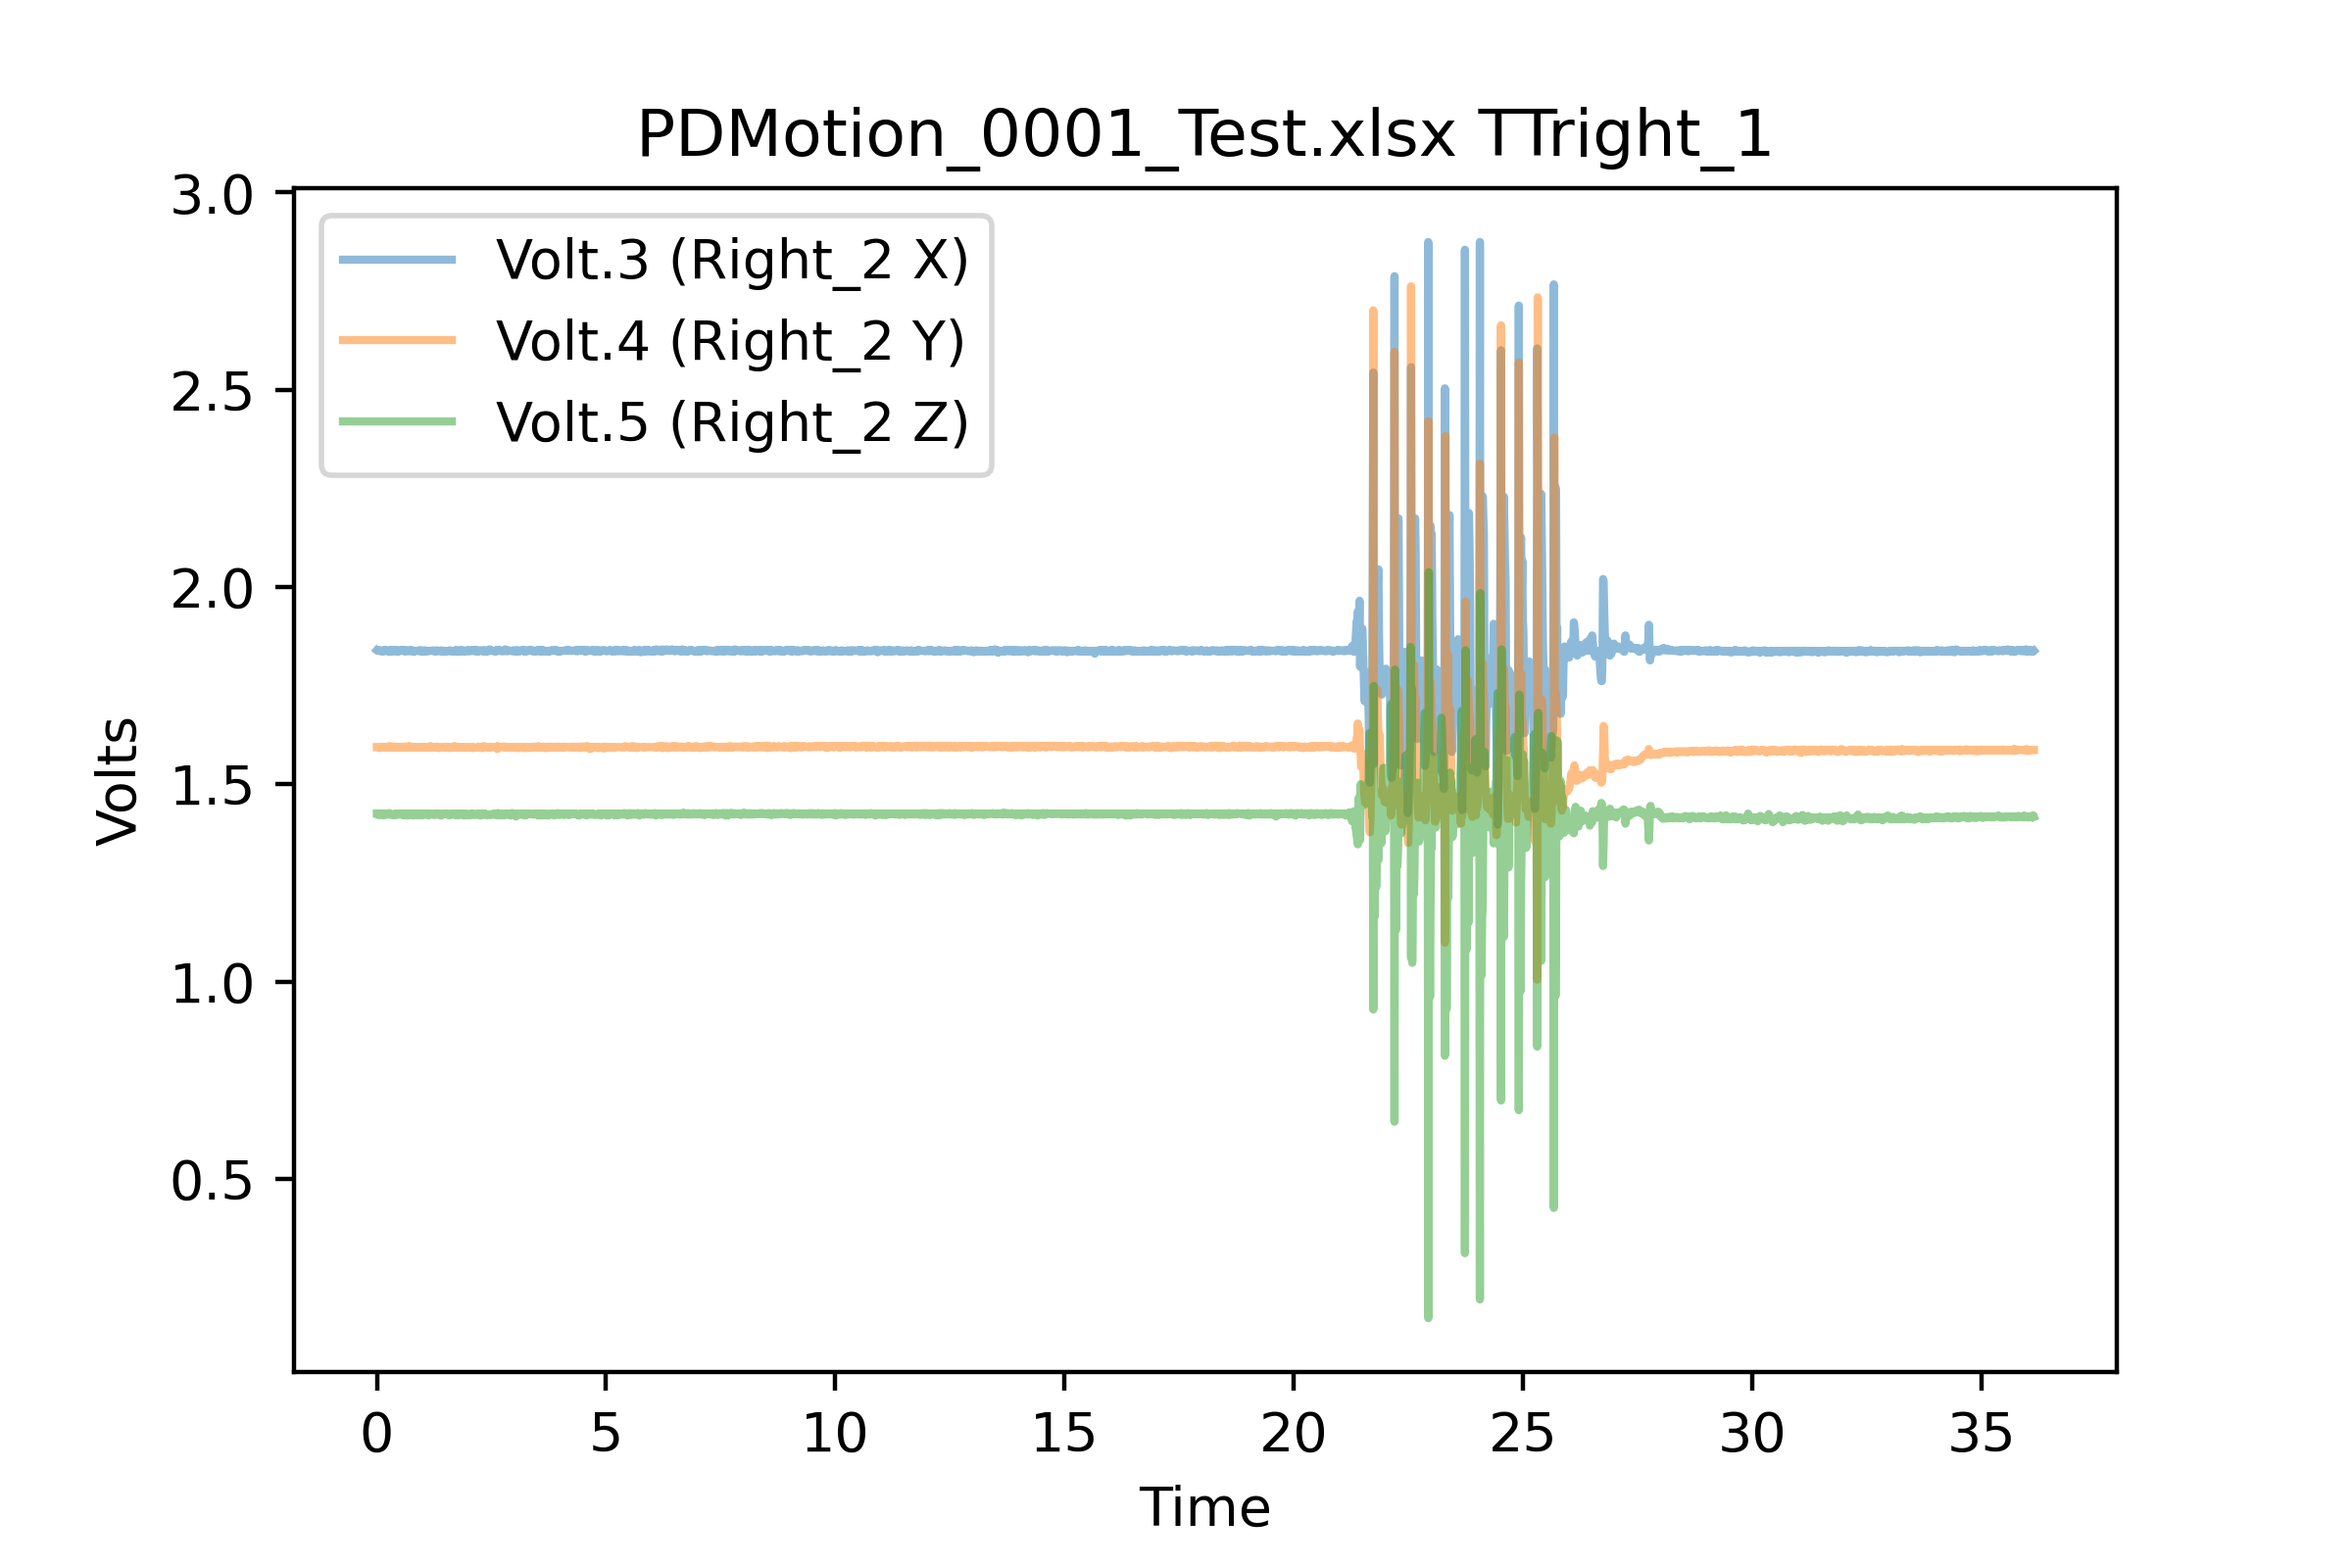 PDMotion_0001_Test.xlsx TTright_1
3.0
Volt.3 (Right_2 X)
Volt.4 (Right_2 Y)
Volt.5 (Right_2 Z)
2.5
2.0
1.5
1.0
0.5
Volts
0 5 10 15 20 25 30 35
Time